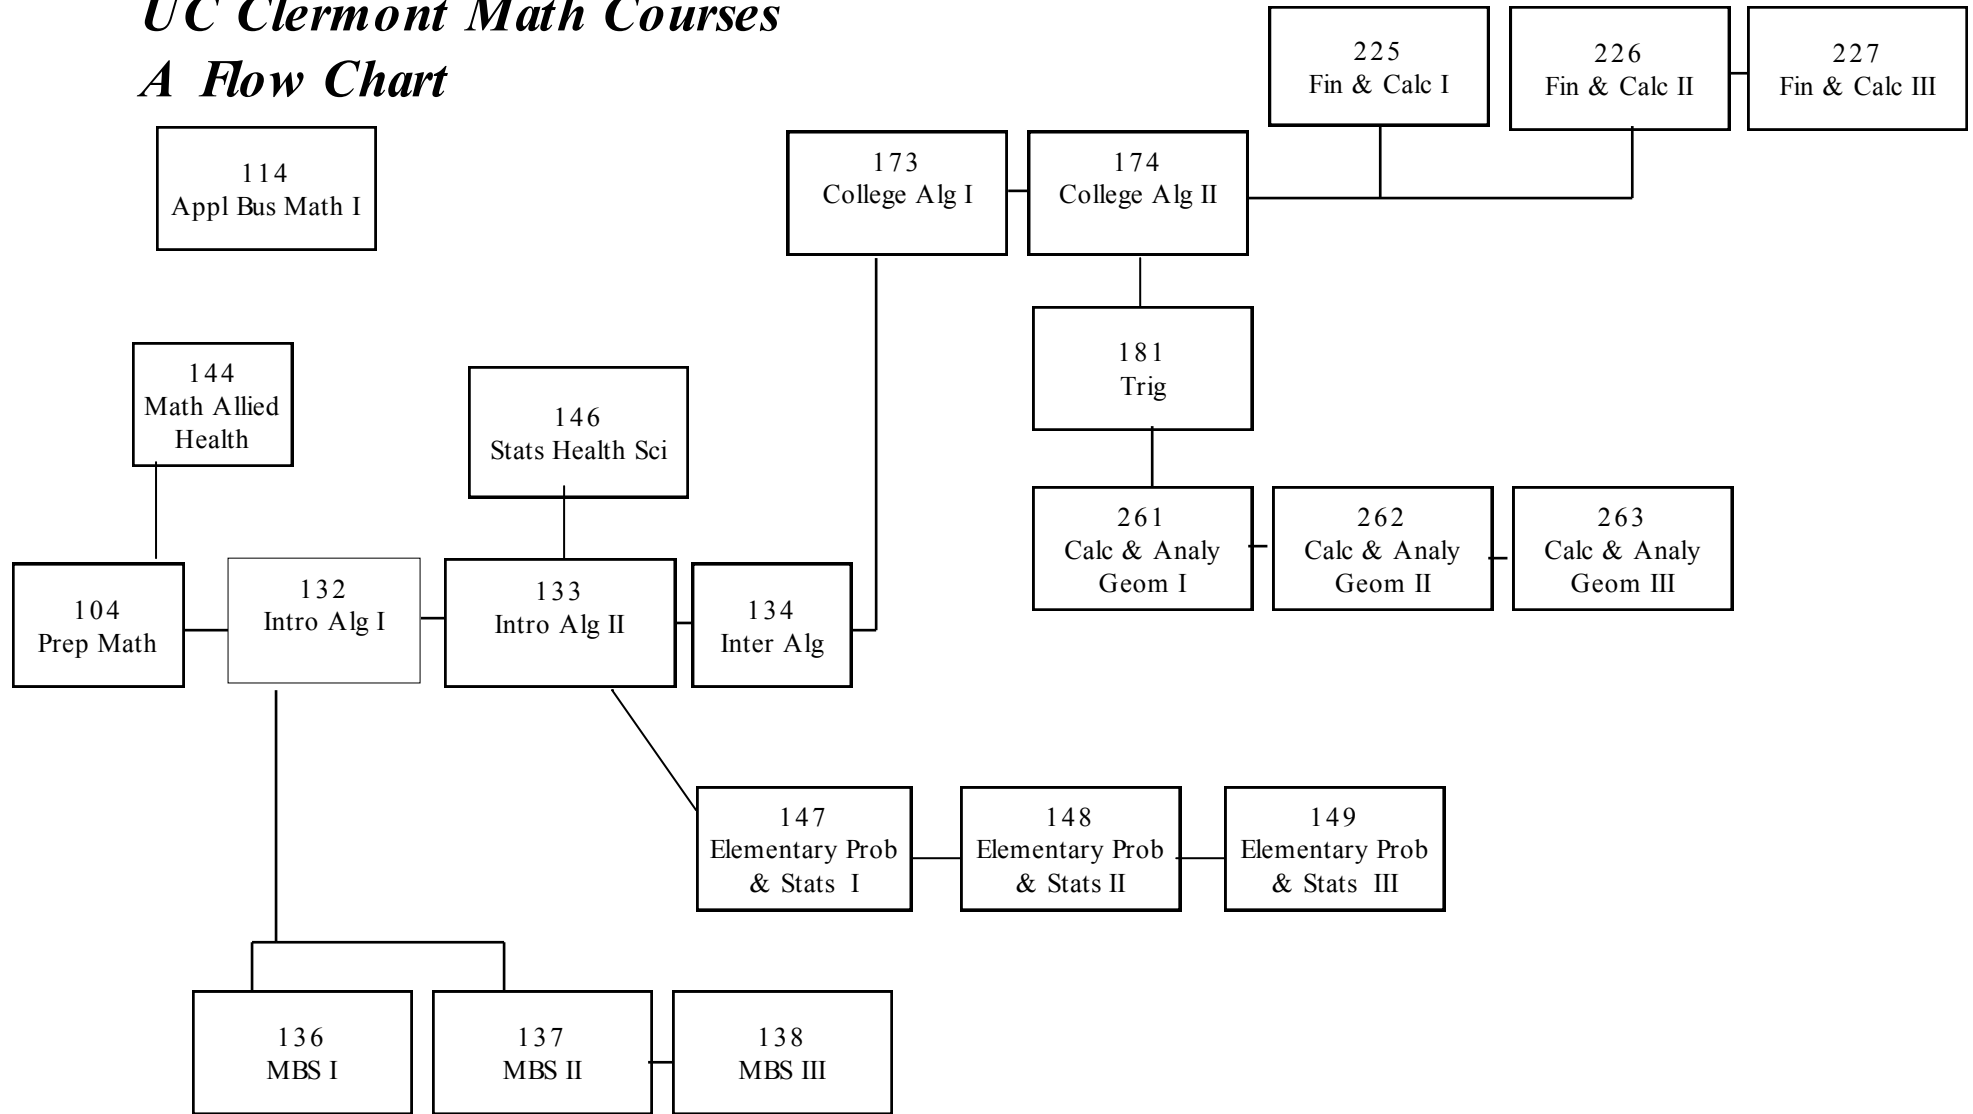 UC Clermont Math Courses
A Flow Chart
225
Fin & Calc I
226
Fin & Calc II
227
Fin & Calc III
114
Appl Bus Math I
173
College Alg I
174
College Alg II
181
Trig
144
Math Allied
Health
146
Stats Health Sci
261
Calc & Analy
Geom I
262
Calc & Analy
Geom II
263
Calc & Analy
Geom III
104
Prep Math
132
Intro Alg I
133
Intro Alg II
134
Inter Alg
147
Elementary Prob
& Stats I
148
Elementary Prob
& Stats II
149
Elementary Prob
& Stats III
136
MBS I
137
MBS II
138
MBS III